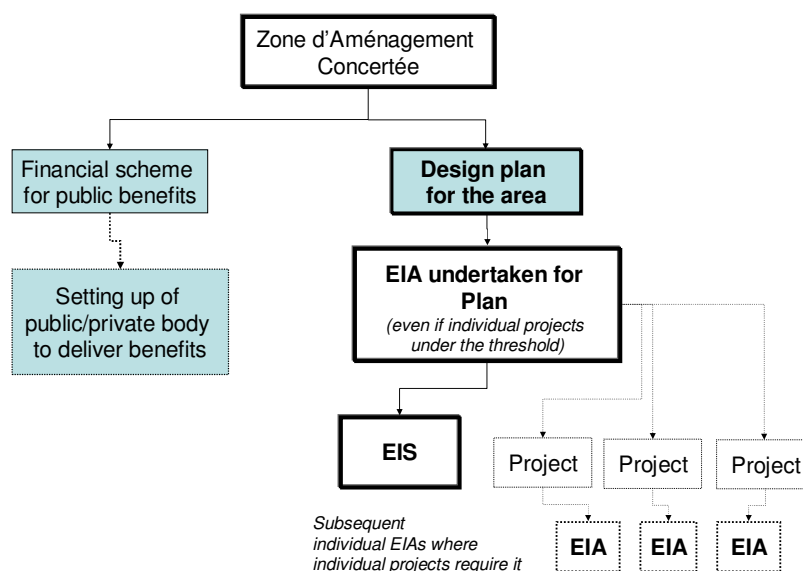 Zone d'Aménagement
Concertée
Financial scheme
for public benefits
Design plan
for the area
Setting up of
public/private body
to deliver benefits
EIA undertaken for
Plan
(even if individual projects
under the threshold)
EIS
Project
Project
Project
Subsequent
individual EIAs where
individual projects require it
EIA
EIA
EIA